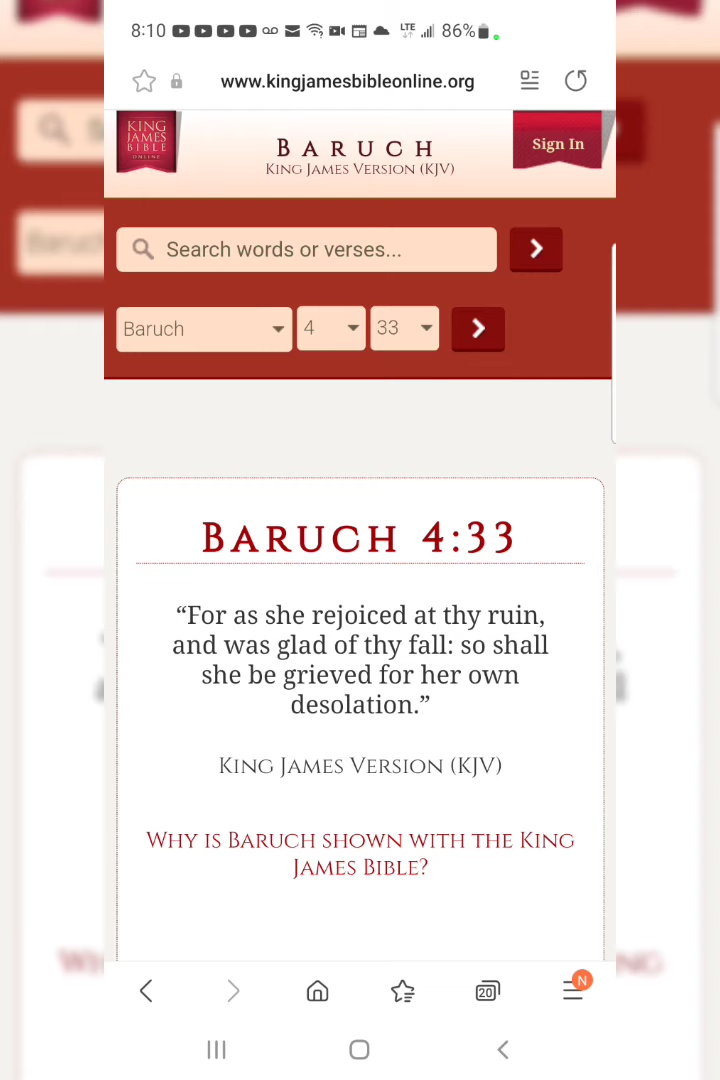 8:10 LTE 86%
www.kingjamesbibleonline.org
KING
JAMES
BIBLE
ONLINE
BARUCH
KING JAMES VERSION (KJV)
Sign In
Search words or verses...
Baruch 4 33
BARUCH 4:33
“For as she rejoiced at thy ruin,
and was glad of thy fall: so shall
she be grieved for her own
desolation.”
KING JAMES VERSION (KJV)
WHY IS BARUCH SHOWN WITH THE KING
JAMES BIBLE?
20
N